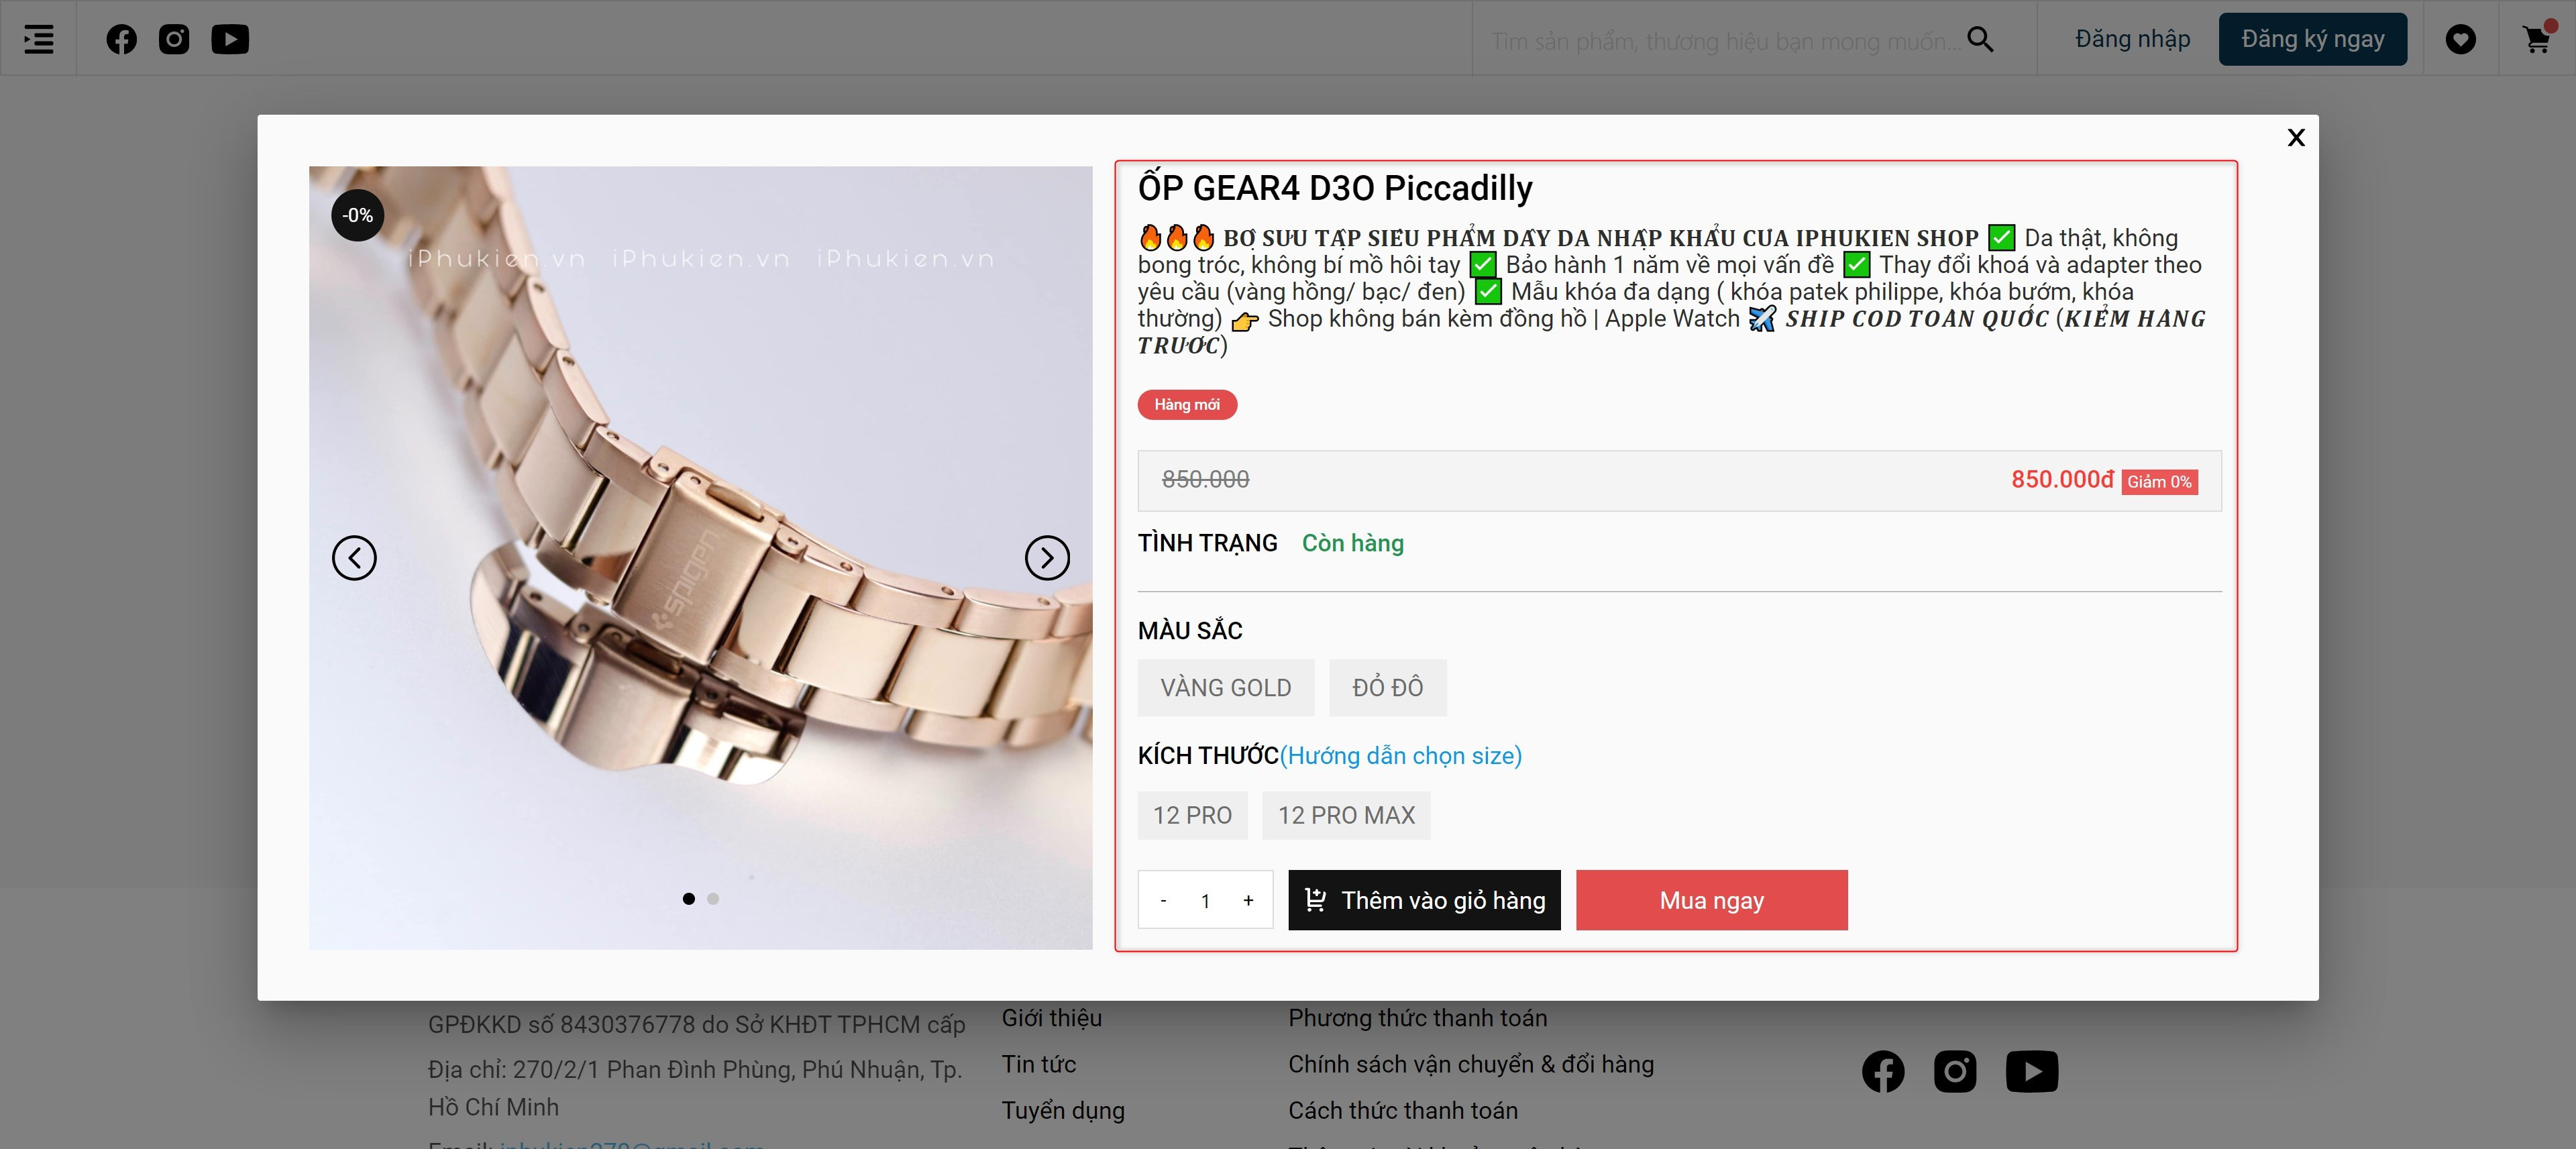 Tìm sản phẩm, thương hiệu bạn mong muốn...
Đăng nhập
Đăng ký ngay
X
-0%
iPhukien.vn iPhukien.vn iPhukien.vn
spigen
ỐP GEAR4 D3O Piccadilly
🔥🔥🔥 BỘ SƯU TẬP SIÊU PHẨM DÂY DA NHẬP KHẨU CỦA IPHUKIEN SHOP ✅ Da thật, không
bong tróc, không bí mồ hôi tay ✅ Bảo hành 1 năm về mọi vấn đề ✅ Thay đổi khoá và adapter theo
yêu cầu (vàng hồng/ bạc/ đen) ✅ Mẫu khóa đa dạng ( khóa patek philippe, khóa bướm, khóa
thường) 👉 Shop không bán kèm đồng hồ | Apple Watch ✈️ SHIP COD TOÀN QUỐC (KIỂM HÀNG
TRƯỚC)
Hàng mới
850.000
850.000đ Giảm 0%
TÌNH TRẠNG Còn hàng
MÀU SẮC
VÀNG GOLD ĐỎ ĐÔ
KÍCH THƯỚC(Hướng dẫn chọn size)
12 PRO 12 PRO MAX
- 1 +
Thêm vào giỏ hàng
Mua ngay
GPĐKKD số 8430376778 do Sở KHĐT TPHCM cấp
Địa chỉ: 270/2/1 Phan Đình Phùng, Phú Nhuận, Tp.
Hồ Chí Minh
Giới thiệu
Tin tức
Tuyển dụng
Phương thức thanh toán
Chính sách vận chuyển & đổi hàng
Cách thức thanh toán